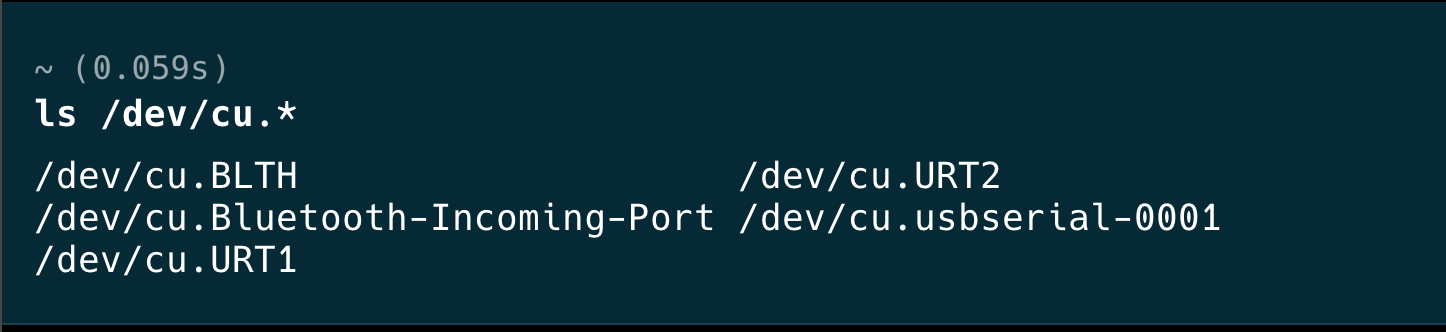 ~ (0.059s)
ls /dev/cu.*
/dev/cu.BLTH /dev/cu.URT2
/dev/cu.Bluetooth-Incoming-Port /dev/cu.usbserial-0001
/dev/cu.URT1